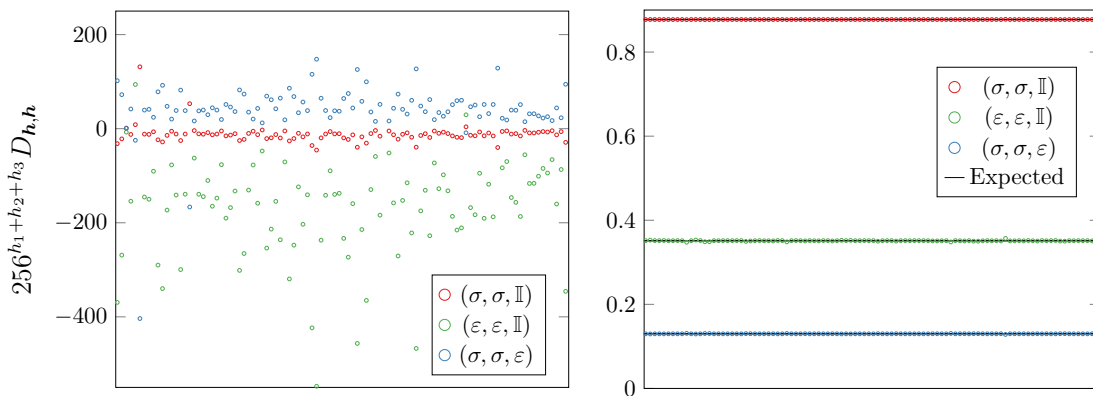 256^{h_1+h_2+h_3} D_{h,h}
200
0
−200
−400
(σ, σ, 𝕀)
(ε, ε, 𝕀)
(σ, σ, ε)
0.8
0.6
0.4
0.2
0
(σ, σ, 𝕀)
(ε, ε, 𝕀)
(σ, σ, ε)
Expected